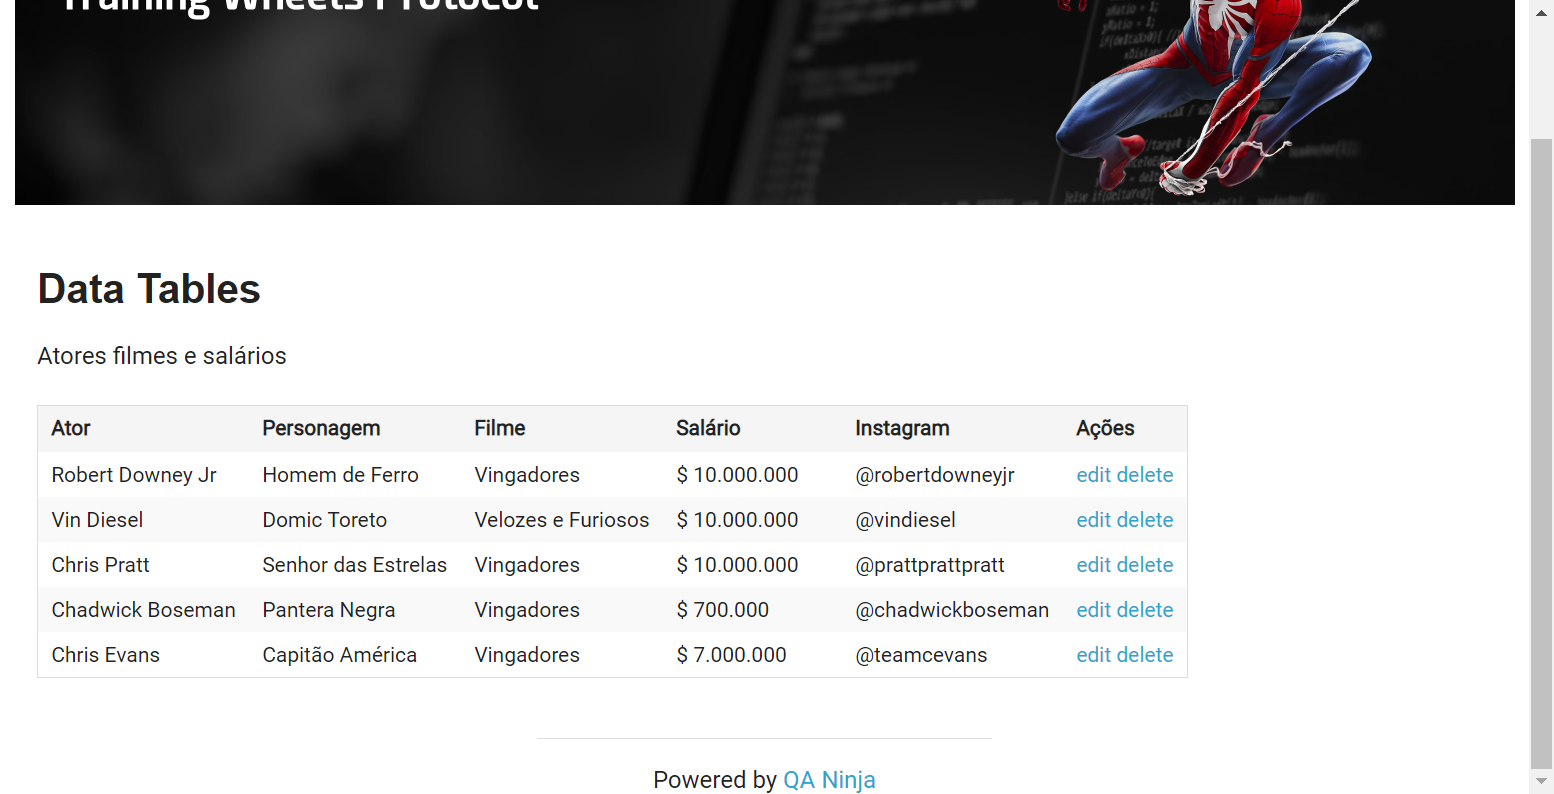 Training Wheels Protocol
Data Tables
Atores filmes e salários
Ator Personagem Filme Salário Instagram Ações
Robert Downey Jr Homem de Ferro Vingadores $ 10.000.000 @robertdowneyjr edit delete
Vin Diesel Domic Toreto Velozes e Furiosos $ 10.000.000 @vindiesel edit delete
Chris Pratt Senhor das Estrelas Vingadores $ 10.000.000 @prattprattpratt edit delete
Chadwick Boseman Pantera Negra Vingadores $ 700.000 @chadwickboseman edit delete
Chris Evans Capitão América Vingadores $ 7.000.000 @teamcevans edit delete
Powered by QA Ninja